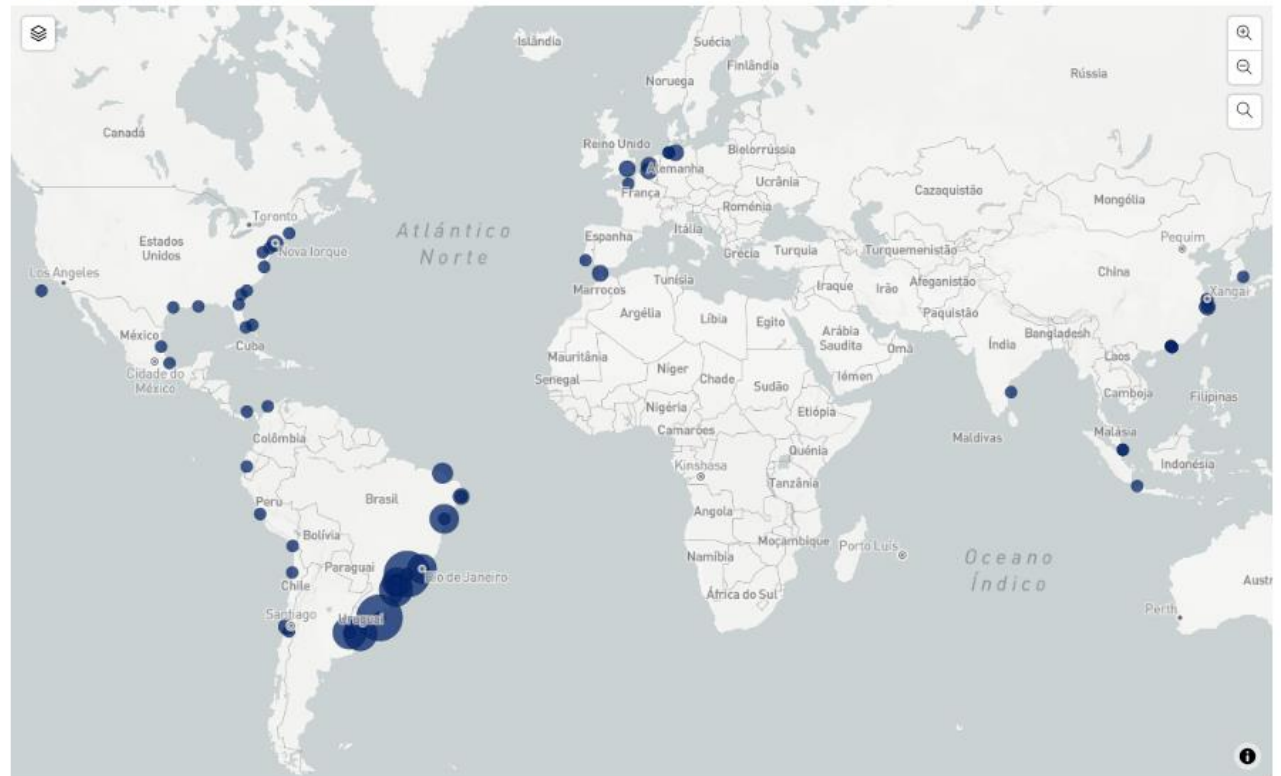 Islândia
Suécia
Finlândia
Noruega
Rússia
Canadá
Reino Unido
Bielorrússia
Alemanha
Ucrânia
Cazaquistão
Mongólia
França
Romênia
Toronto
Atlântico
Norte
Itália
Espanha
Estados
Unidos
Nova Iorque
Grécia
Turquia
Turquemenistão
Pequim
Los Angeles
Tunísia
China
Marrocos
Iraque
Irão
Afeganistão
Xangai
Argélia
Líbia
Egito
Paquistão
México
Cuba
Arábia
Saudita
Omã
Índia
Bangladesh
Mauritânia
Laos
Cidade do
México
Níger
Chade
Sudão
Iémen
Senegal
Camboja
Filipinas
Nigéria
Etiópia
Colômbia
Camarões
Maldivas
Malásia
Quénia
Kinshasa
Indonésia
Peru
Brasil
Tanzânia
Angola
Bolívia
Moçambique
Porto Luís
Namíbia
Oceano
Índico
Paraguai
Rio de Janeiro
Chile
África do Sul
Austr
Santiago
Uruguai
Perth